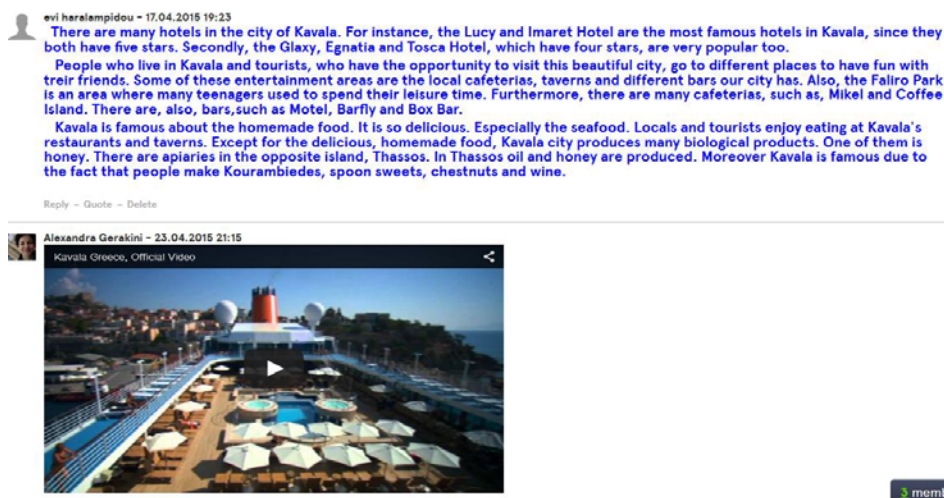 evi haralampidou - 17.04.2015 19:23
There are many hotels in the city of Kavala. For instance, the Lucy and Imaret Hotel are the most famous hotels in Kavala, since they
both have five stars. Secondly, the Glaxy, Egnatia and Tosca Hotel, which have four stars, are very popular too.
People who live in Kavala and tourists, who have the opportunity to visit this beautiful city, go to different places to have fun with
treir friends. Some of these entertainment areas are the local cafeterias, taverns and different bars our city has. Also, the Faliro Park
is an area where many teenagers used to spend their leisure time. Furthermore, there are many cafeterias, such as, Mikel and Coffee
Island. There are, also, bars,such as Motel, Barfly and Box Bar.
Kavala is famous about the homemade food. It is so delicious. Especially the seafood. Locals and tourists enjoy eating at Kavala's
restaurants and taverns. Except for the delicious, homemade food, Kavala city produces many biological products. One of them is
honey. There are apiaries in the opposite island, Thassos. In Thassos oil and honey are produced. Moreover Kavala is famous due to
the fact that people make Kourambiedes, spoon sweets, chestnuts and wine.
Reply - Quote - Delete
Alexandra Gerakini - 23.04.2015 21:15
Kavala Greece, Official Video
3 memb